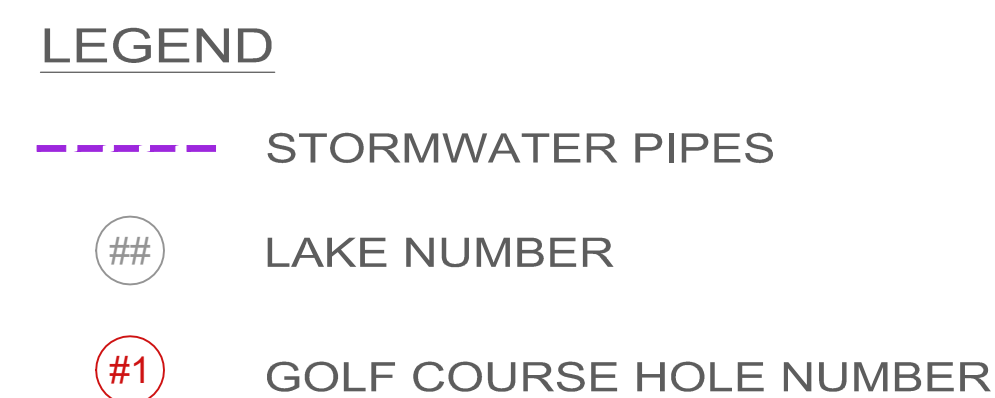 LEGEND
STORMWATER PIPES
## LAKE NUMBER
#1 GOLF COURSE HOLE NUMBER